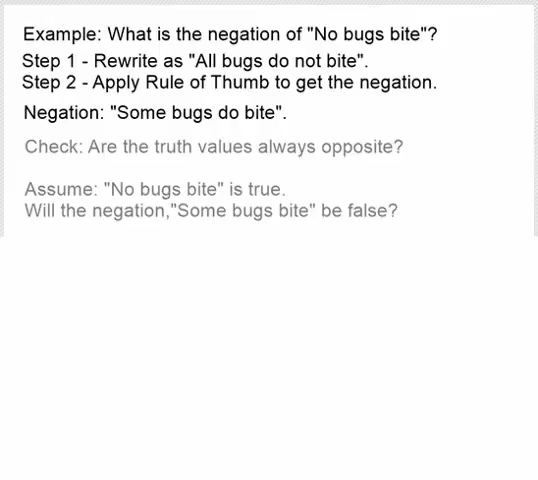 Example: What is the negation of "No bugs bite"?
Step 1 - Rewrite as "All bugs do not bite".
Step 2 - Apply Rule of Thumb to get the negation.
Negation: "Some bugs do bite".
Check: Are the truth values always opposite?
Assume: "No bugs bite" is true.
Will the negation,"Some bugs bite" be false?